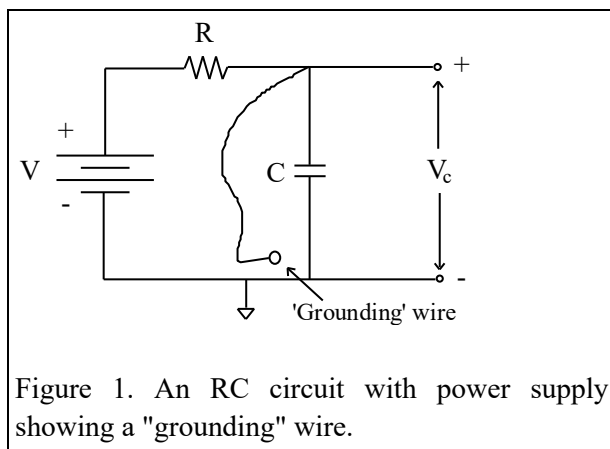 R
+
+
V
C
Vc
-
-
'Grounding' wire
Figure 1. An RC circuit with power supply
showing a "grounding" wire.